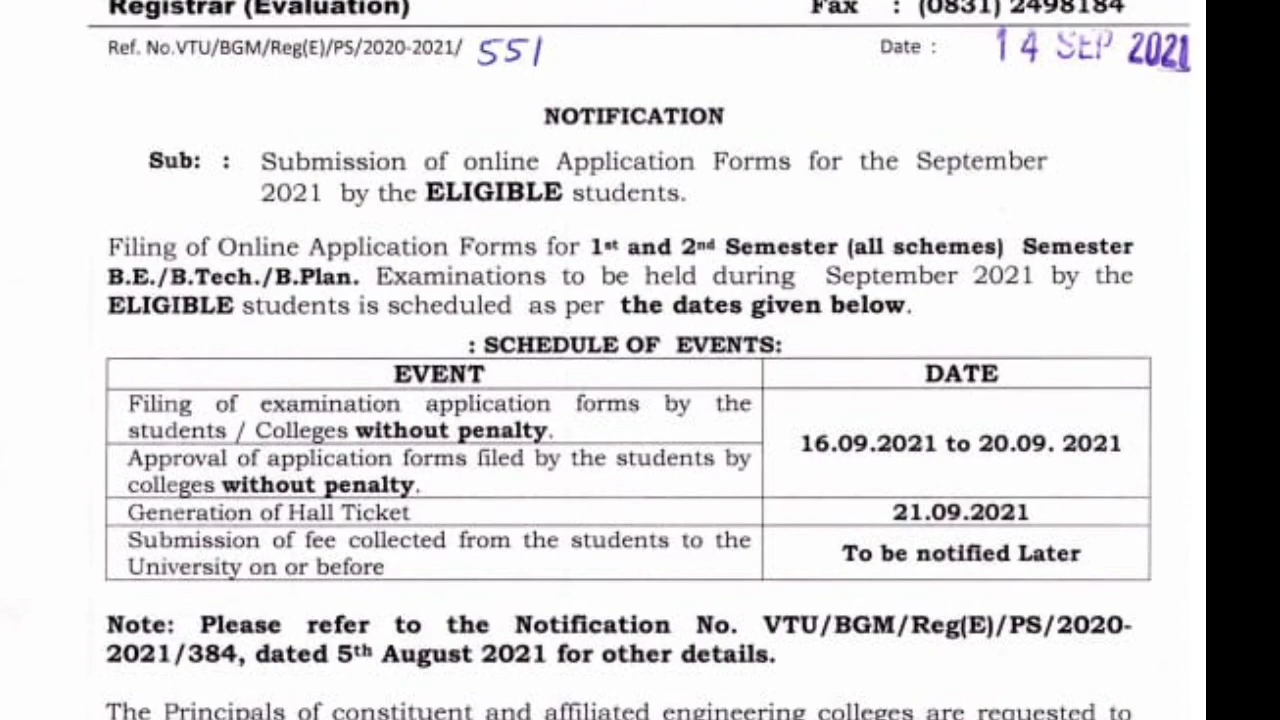 Registrar (Evaluation) Fax : (0831) 2498184
Ref. No.VTU/BGM/Reg(E)/PS/2020-2021/ 551 Date : 14 SEP 2021
NOTIFICATION
Sub: : Submission of online Application Forms for the September
2021 by the ELIGIBLE students.
Filing of Online Application Forms for 1st and 2nd Semester (all schemes) Semester
B.E./B.Tech./B.Plan. Examinations to be held during September 2021 by the
ELIGIBLE students is scheduled as per the dates given below.
: SCHEDULE OF EVENTS:
EVENT DATE
Filing of examination application forms by the
students / Colleges without penalty.
16.09.2021 to 20.09. 2021
Approval of application forms filed by the students by
colleges without penalty.
Generation of Hall Ticket 21.09.2021
Submission of fee collected from the students to the
University on or before
To be notified Later
Note: Please refer to the Notification No. VTU/BGM/Reg(E)/PS/2020-
2021/384, dated 5th August 2021 for other details.
The Principals of constituent and affiliated engineering colleges are requested to